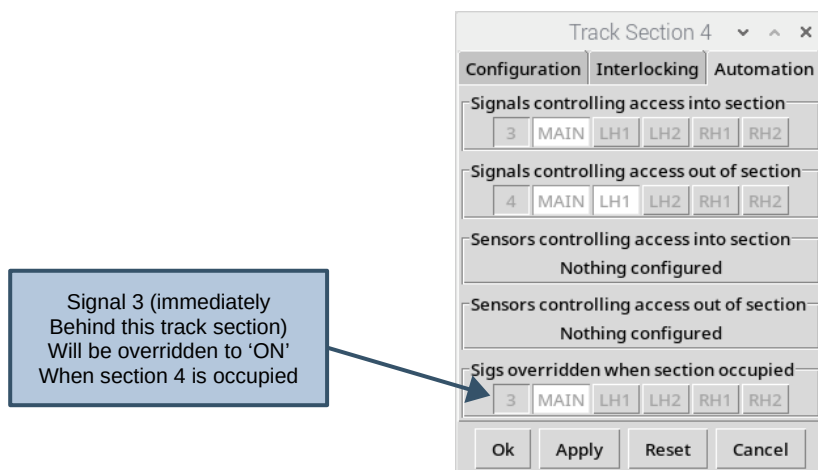 Track Section 4
Configuration Interlocking Automation
Signals controlling access into section
3 MAIN LH1 LH2 RH1 RH2
Signals controlling access out of section
4 MAIN LH1 LH2 RH1 RH2
Sensors controlling access into section
Nothing configured
Sensors controlling access out of section
Nothing configured
Sigs overridden when section occupied
3 MAIN LH1 LH2 RH1 RH2
Ok Apply Reset Cancel
Signal 3 (immediately
Behind this track section)
Will be overridden to ‘ON’
When section 4 is occupied